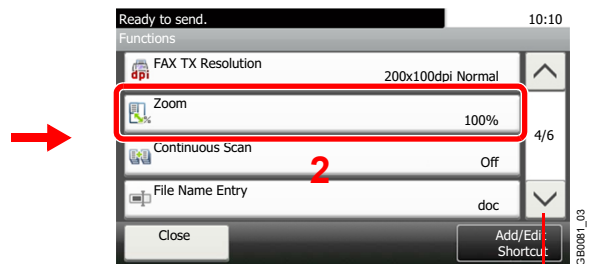 Ready to send.
10:10
Functions
dpi
FAX TX Resolution
200x100dpi Normal
Zoom
100%
%
4/6
Continuous Scan
Off
2
File Name Entry
doc
Close
Add/Edit
Shortcut
GB0081_03